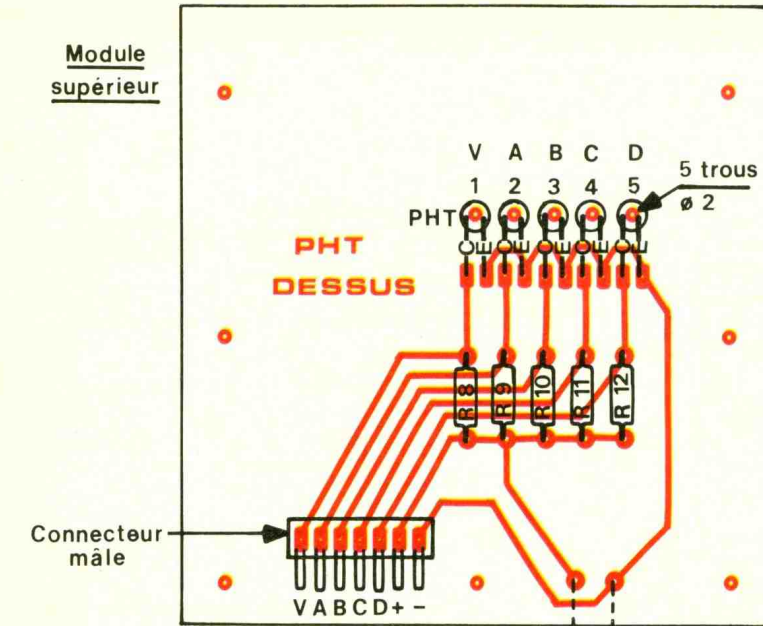 Module
supérieur
V A B C D
1 2 3 4 5
5 trous
ø 2
PHT
C E C E C E C E C E
PHT
DESSUS
R 8 R 9 R 10 R 11 R 12
Connecteur
mâle
V A B C D + -